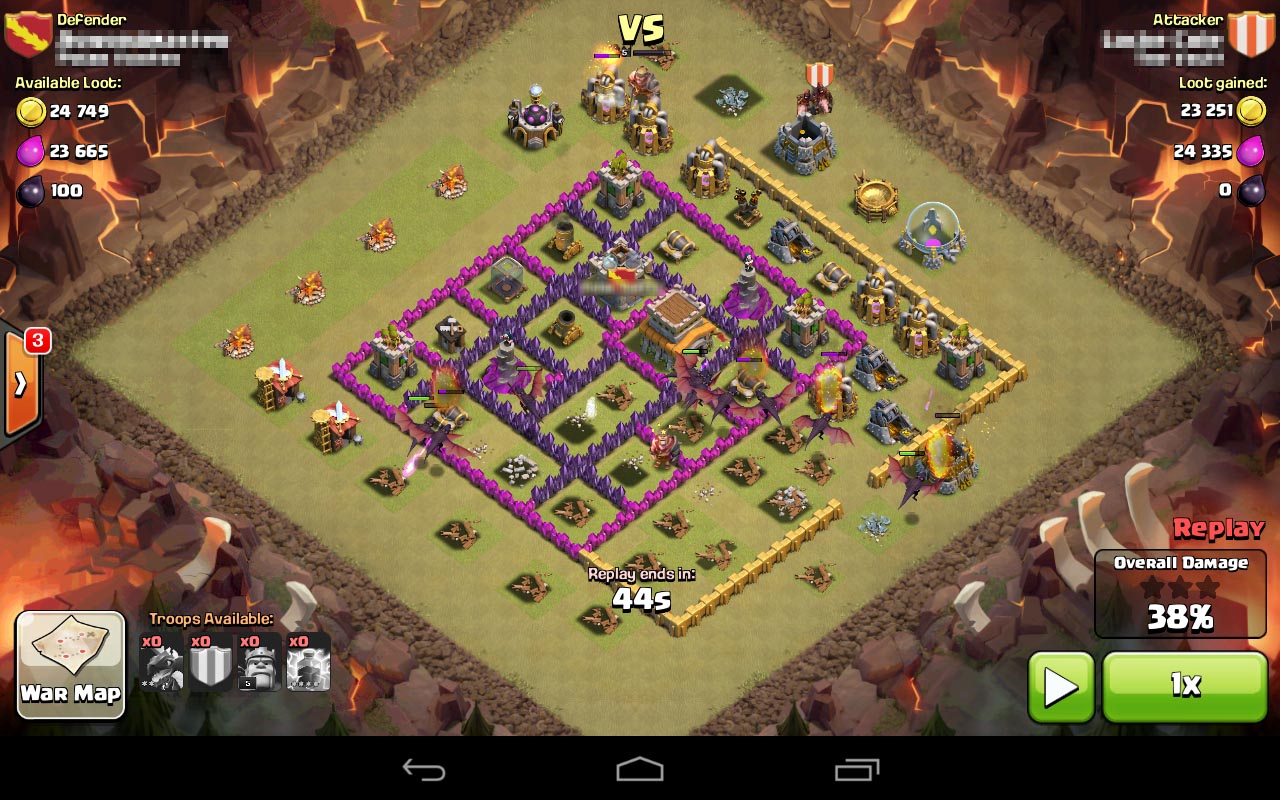 Defender
VS
Attacker
Available Loot:
24 749
23 665
100
Loot gained:
23 251
24 335
0
3
Replay
Overall Damage
38%
Replay ends in:
44s
Troops Available:
x0 x0 x0 x0
5
War Map
1x